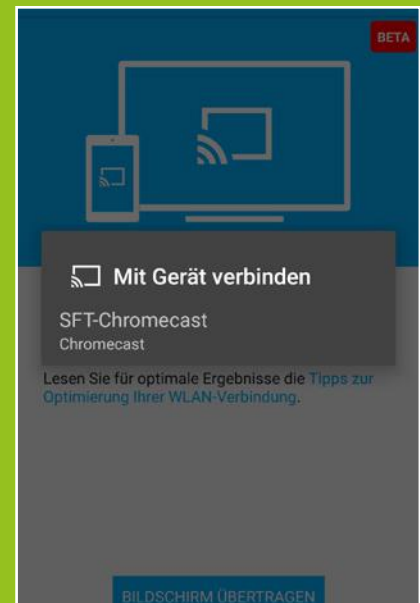 BETA
Mit Gerät verbinden
SFT-Chromecast
Chromecast
Lesen Sie für optimale Ergebnisse die Tipps zur
Optimierung Ihrer WLAN-Verbindung.
BILDSCHIRM ÜBERTRAGEN